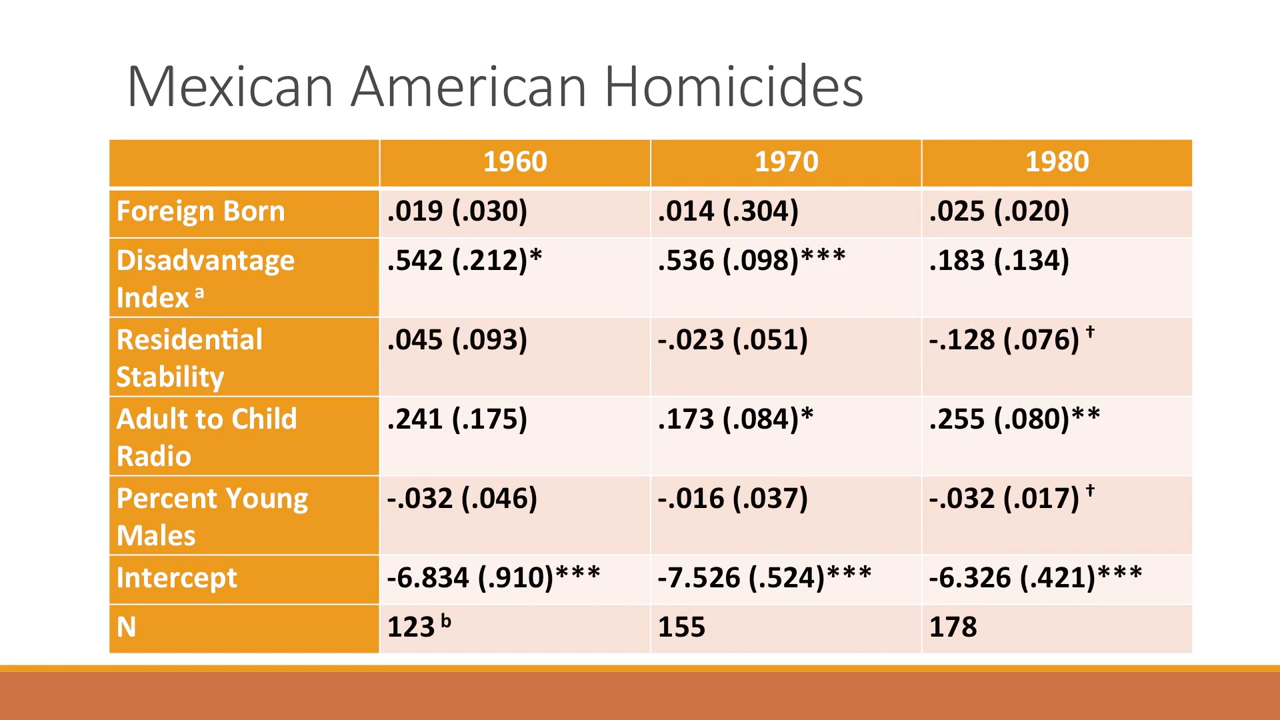 Mexican American Homicides
1960 1970 1980
Foreign Born .019 (.030) .014 (.304) .025 (.020)
Disadvantage .542 (.212)* .536 (.098)*** .183 (.134)
Index a
Residential .045 (.093) -.023 (.051) -.128 (.076) †
Stability
Adult to Child .241 (.175) .173 (.084)* .255 (.080)**
Radio
Percent Young -.032 (.046) -.016 (.037) -.032 (.017) †
Males
Intercept -6.834 (.910)*** -7.526 (.524)*** -6.326 (.421)***
N 123 b 155 178